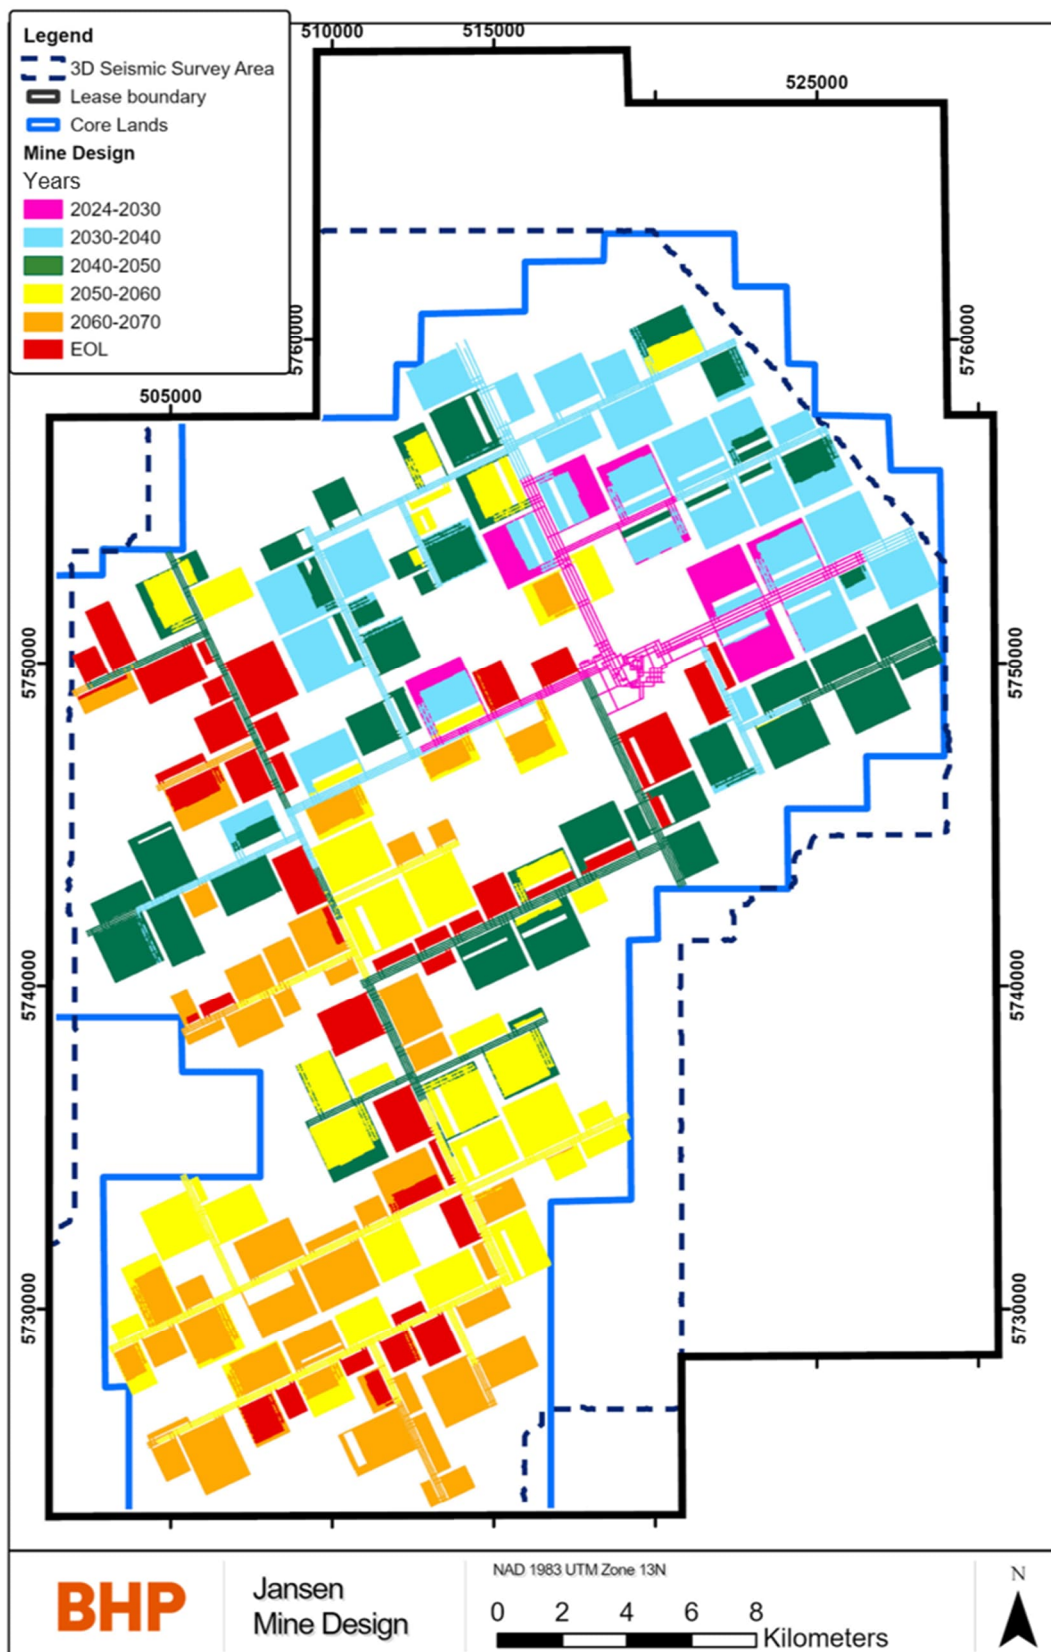 Legend
3D Seismic Survey Area
Lease boundary
Core Lands
Mine Design
Years
2024-2030
2030-2040
2040-2050
2050-2060
2060-2070
EOL
510000
515000
525000
505000
5760000
5760000
5750000
5750000
5740000
5740000
5730000
5730000
BHP
Jansen
Mine Design
NAD 1983 UTM Zone 13N
0 2 4 6 8
Kilometers
N